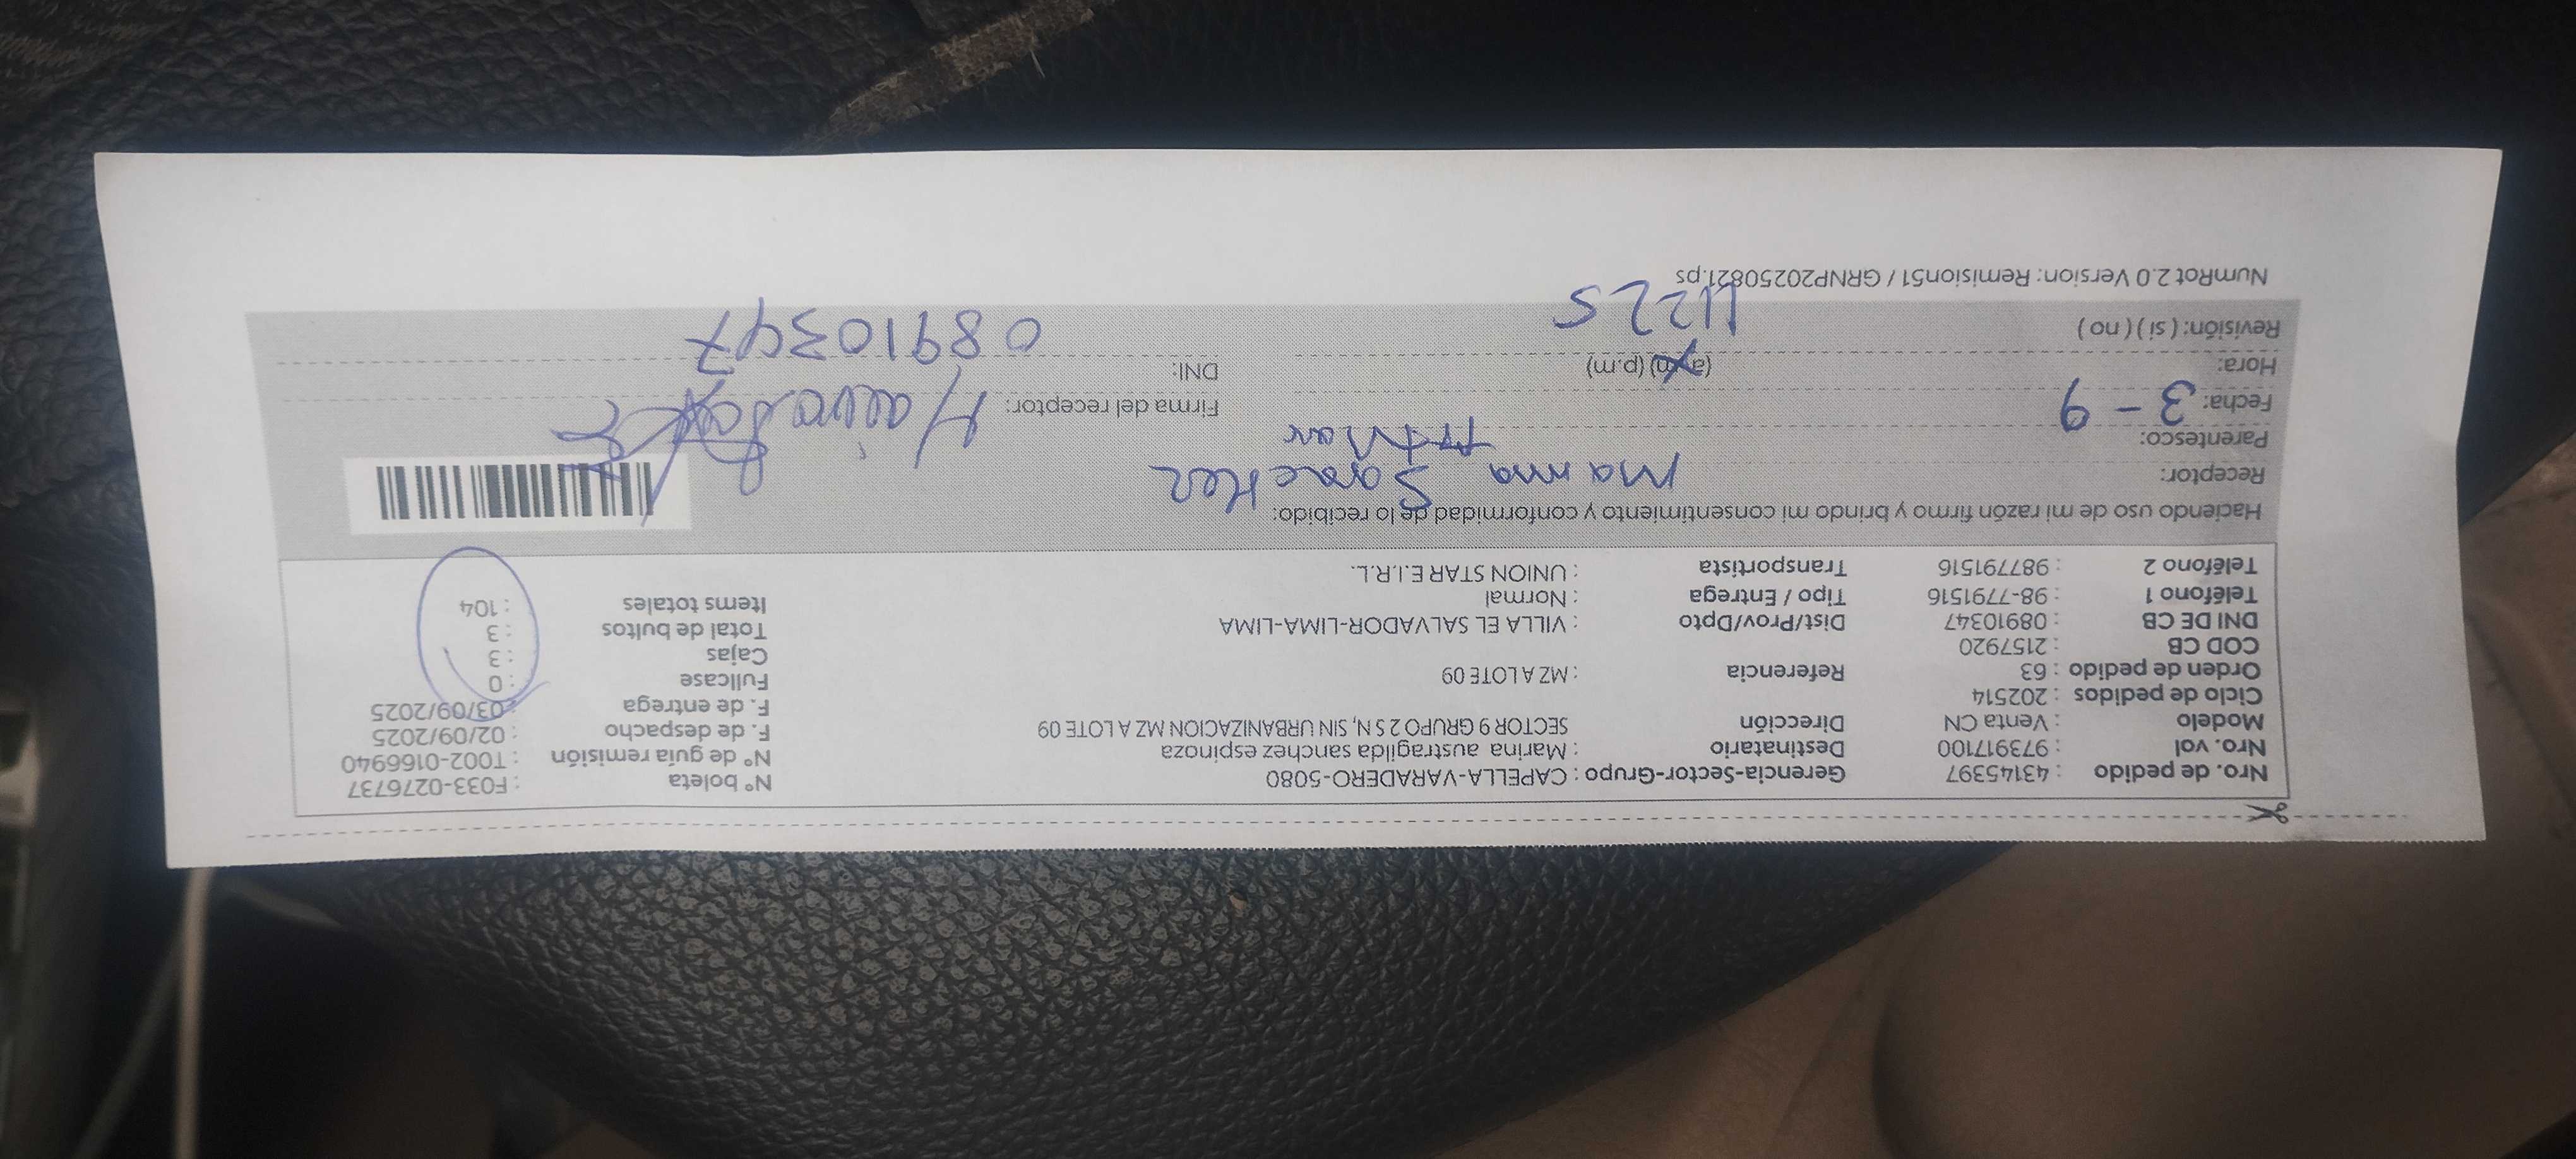 Nro. de pedido : 43145397 Gerencia-Sector-Grupo : CAPELLA-VARADERO-5080 N° boleta : F033-0276737
Nro. vol : 973917100 Destinatario : Marina austragilda sanchez espinoza N° de guía remisión : T002-0166940
Modelo : Venta CN Dirección SECTOR 9 GRUPO 2 S N, SIN URBANIZACION MZ A LOTE 09 F. de despacho : 02/09/2025
Ciclo de pedidos : 202514 F. de entrega : 03/09/2025
Orden de pedido : 63 Referencia : MZ A LOTE 09 Fullcase : 0
COD CB : 2157920 Cajas : 3
DNI DE CB : 08910347 Dist/Prov/Dpto : VILLA EL SALVADOR-LIMA-LIMA Total de bultos : 3
Teléfono 1 : 98-7791516 Tipo / Entrega : Normal Items totales : 104
Teléfono 2 : 987791516 Transportista : UNION STAR E.I.R.L.
Haciendo uso de mi razón firmo y brindo mi consentimiento y conformidad de lo recibido:
Receptor:
Parentesco: Titular
Fecha: 3-9 Firma del receptor:
Hora: (a.m) (p.m) DNI: 08910347
Revisión: ( si ) ( no ) 1225
NumRot 2.0 Version: Remision51 / GRNP20250821.ps